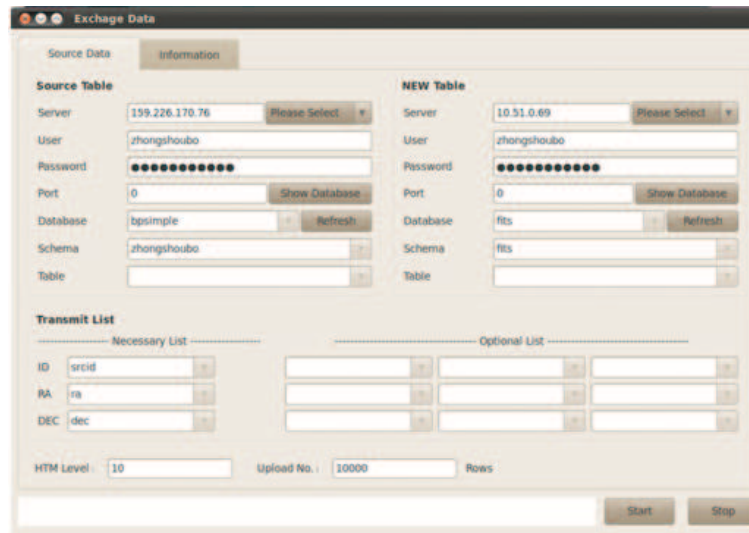 Exchage Data
Source Data
Information
Source Table
Server 159.226.170.76 Please Select
User zhongshoubo
Password ●●●●●●●●●●●
Port 0 Show Database
Database bpsimple Refresh
Schema zhongshoubo
Table
NEW Table
Server 10.51.0.69 Please Select
User zhongshoubo
Password ●●●●●●●●●●●
Port 0 Show Database
Database fits Refresh
Schema fits
Table
Transmit List
Necessary List
Optional List
ID srcid
RA ra
DEC dec
HTM Level : 10 Upload No. : 10000 Rows
Start Stop